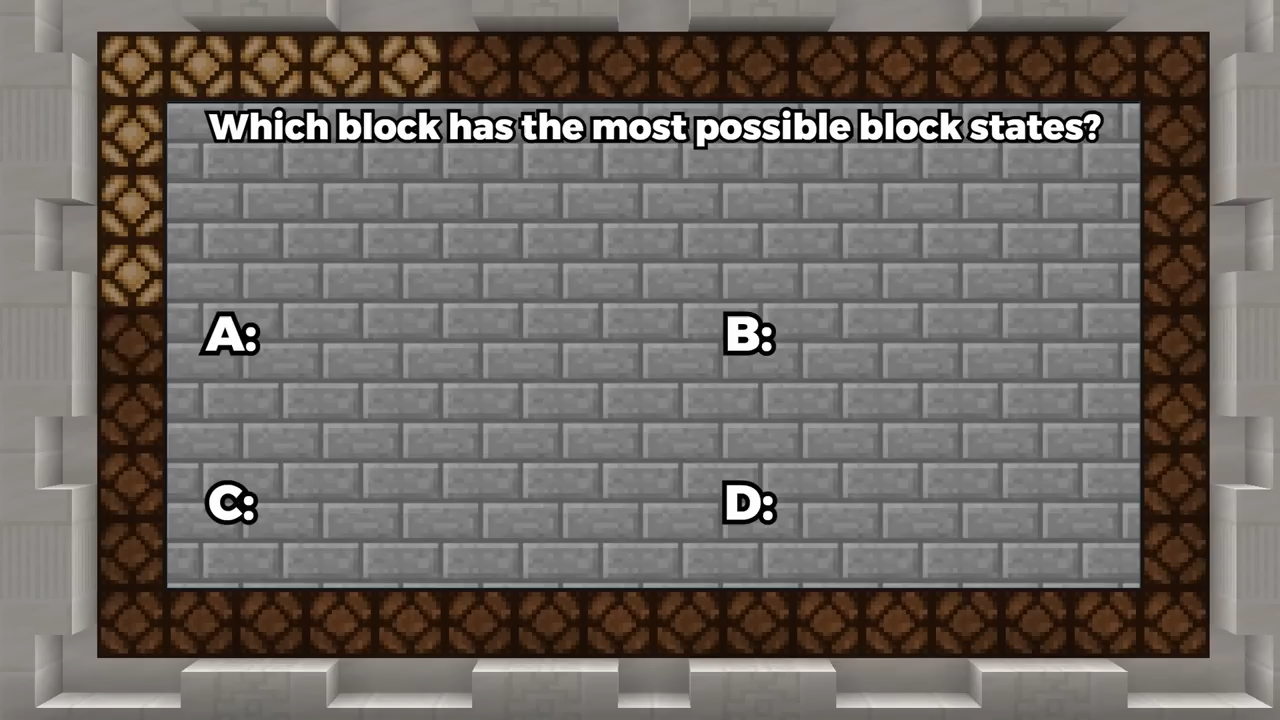 Which block has the most possible block states?
A:
B:
C:
D: